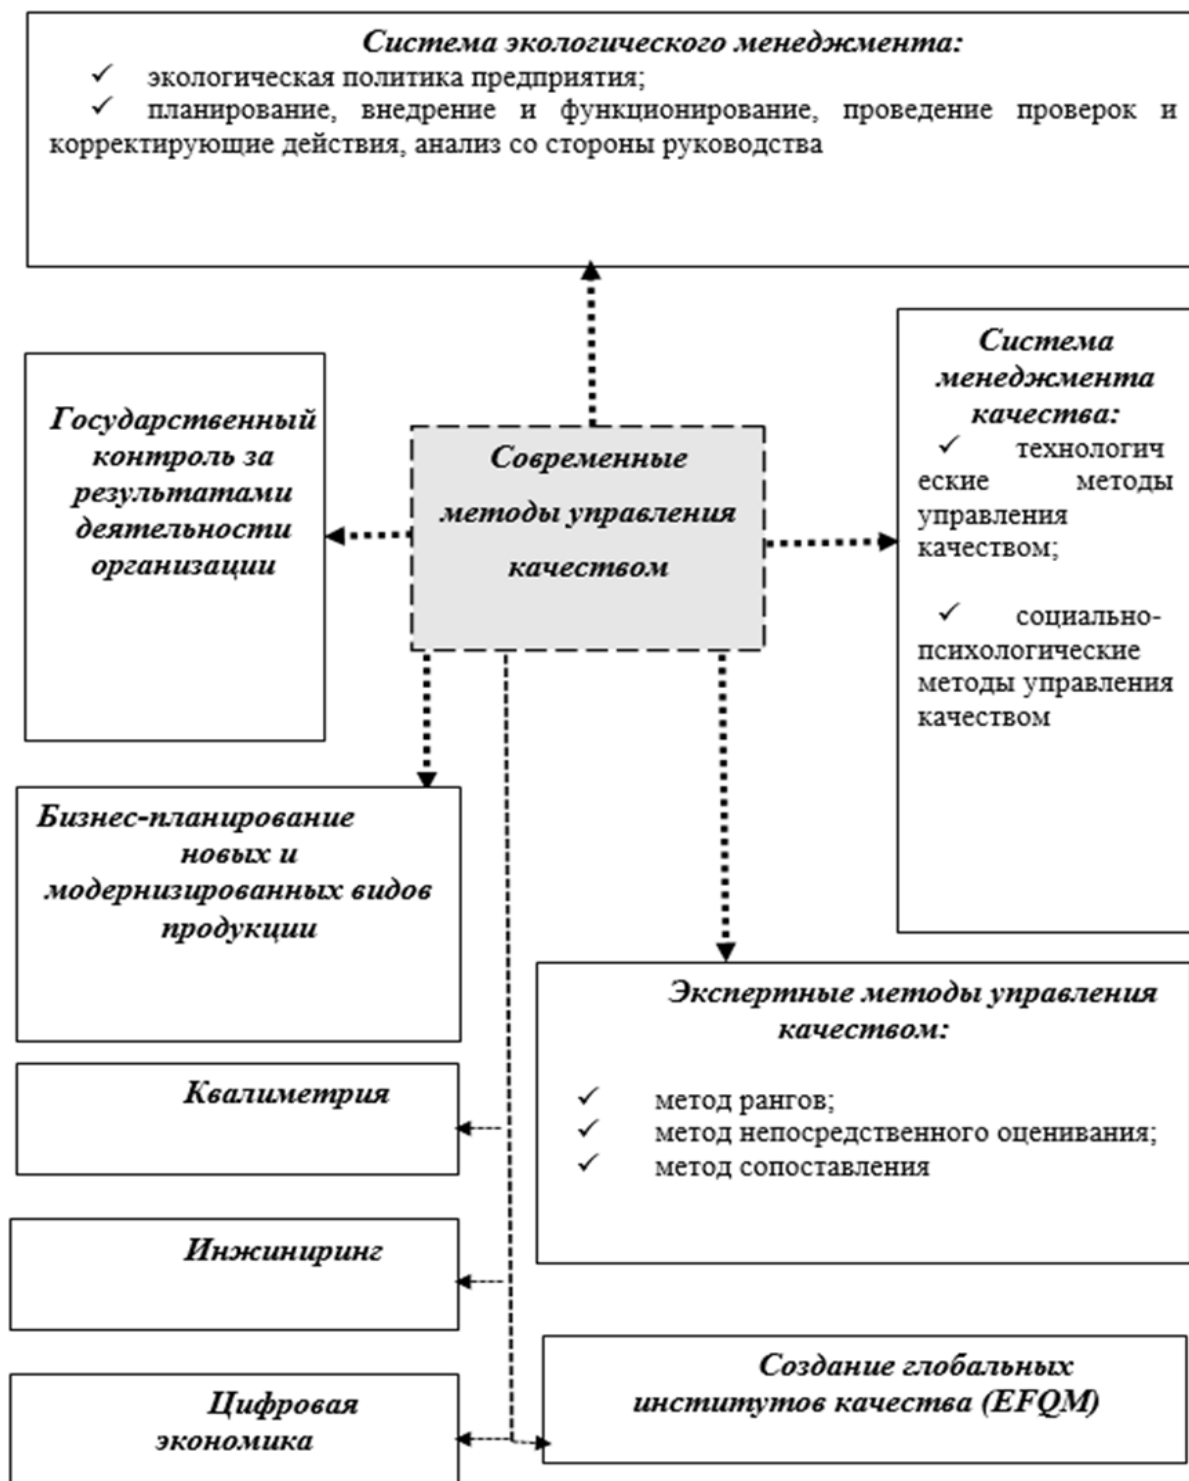 Система экологического менеджмента:
✓ экологическая политика предприятия;
✓ планирование, внедрение и функционирование, проведение проверок и
корректирующие действия, анализ со стороны руководства
Государственный
контроль за
результатами
деятельности
организации
Современные
методы управления
качеством
Система
менеджмента
качества:
✓ технологич
еские методы
управления
качеством;
✓ социально-
психологические
методы управления
качеством
Бизнес-планирование
новых и
модернизированных видов
продукции
Экспертные методы управления
качеством:
✓ метод рангов;
✓ метод непосредственного оценивания;
✓ метод сопоставления
Квалиметрия
Инжиниринг
Цифровая
экономика
Создание глобальных
институтов качества (EFQM)